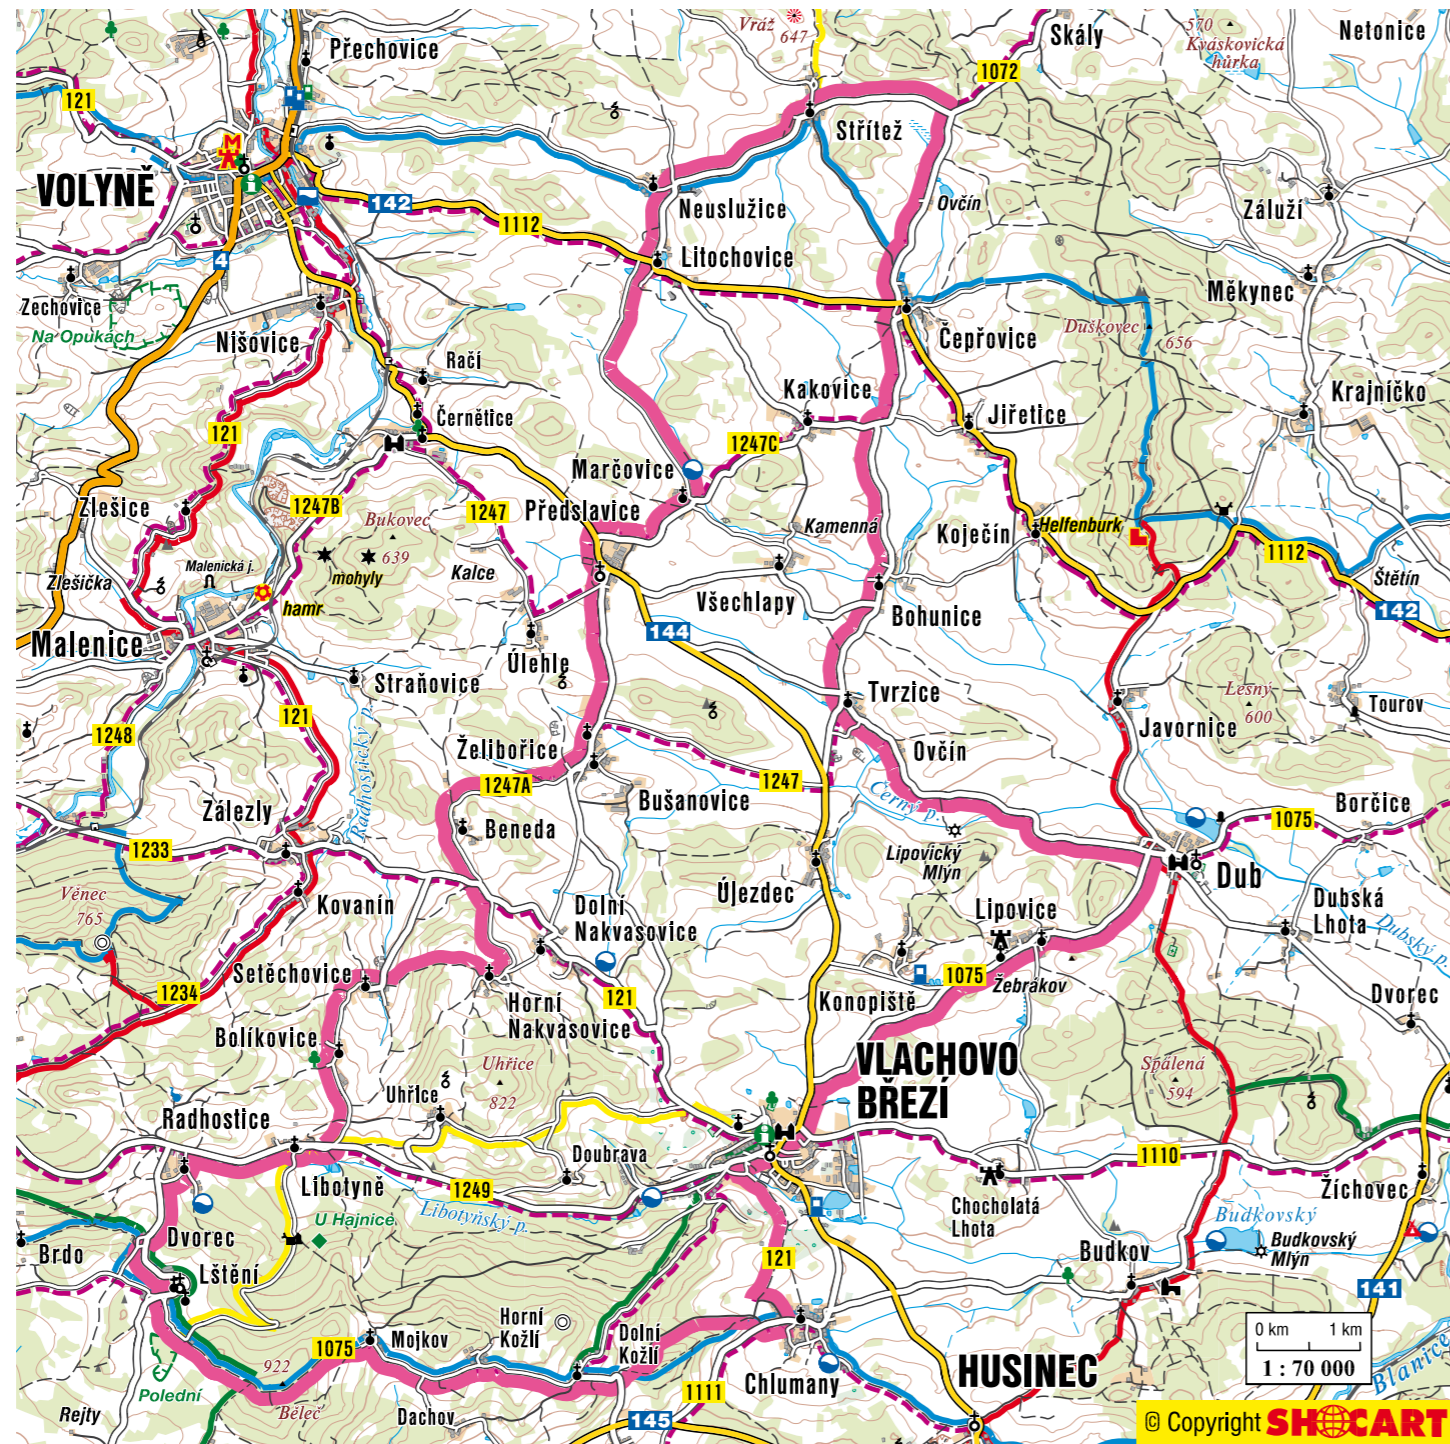 Přechovice
Vráž
647
Skály
570
Kváskovická
hůrka
Netonice
121
1072
Střítež
M
VOLYNĚ
142
1112
Neuslužice
Ovčín
Záluží
4
Litochovice
Zechovice
Na Opukách
Nišovice
Račí
Měkynec
Čepřovice
Duškovec
656
Kakovice
Krajníčko
Černětice
121
Jiřetice
1247C
Marčovice
Zlešice
1247B
Bukovec
639
1247
Předslavice
Kamenná
Koječín
Helfenburk
1112
Malenická j.
mohyly
Kalce
Zlešička
hamr
Všechlapy
Bohunice
Štětín
142
Malenice
144
Úlehle
Straňovice
Tvrzice
Lesný
600
Tourov
121
Javornice
1248
Radhostický p.
Želibořice
Ovčín
1247A
1247
Bušanovice
Černý p.
Zálezly
Beneda
Borčice
1075
1233
Lipovický
Mlýn
Věnec
765
Újezdec
Dub
Kovanín
Dolní
Nakvasovice
Lipovice
Dubská
Lhota
Dubský p.
Setěchovice
1075
Žebrákov
1234
Konopiště
121
Horní
Nakvasovice
Dvorec
Bolíkovice
Uhřice
822
VLACHOVO
BŘEZÍ
Spálená
594
Uhřice
Radhostice
Doubrava
1110
Libotyně
1249
Libotyňský p.
Chocholatá
Lhota
Žíchovec
U Hajnice
Budkovský
Budkovský
Mlýn
Brdo
Dvorec
Lštění
121
Budkov
141
Horní
Kožlí
Dolní
Kožlí
0 km 1 km
1 : 70 000
1075
Mojkov
922
Běleč
Polední
Chlumany
HUSINEC
Blanice
1111
Rejty
Dachov
145
© Copyright SHOCART